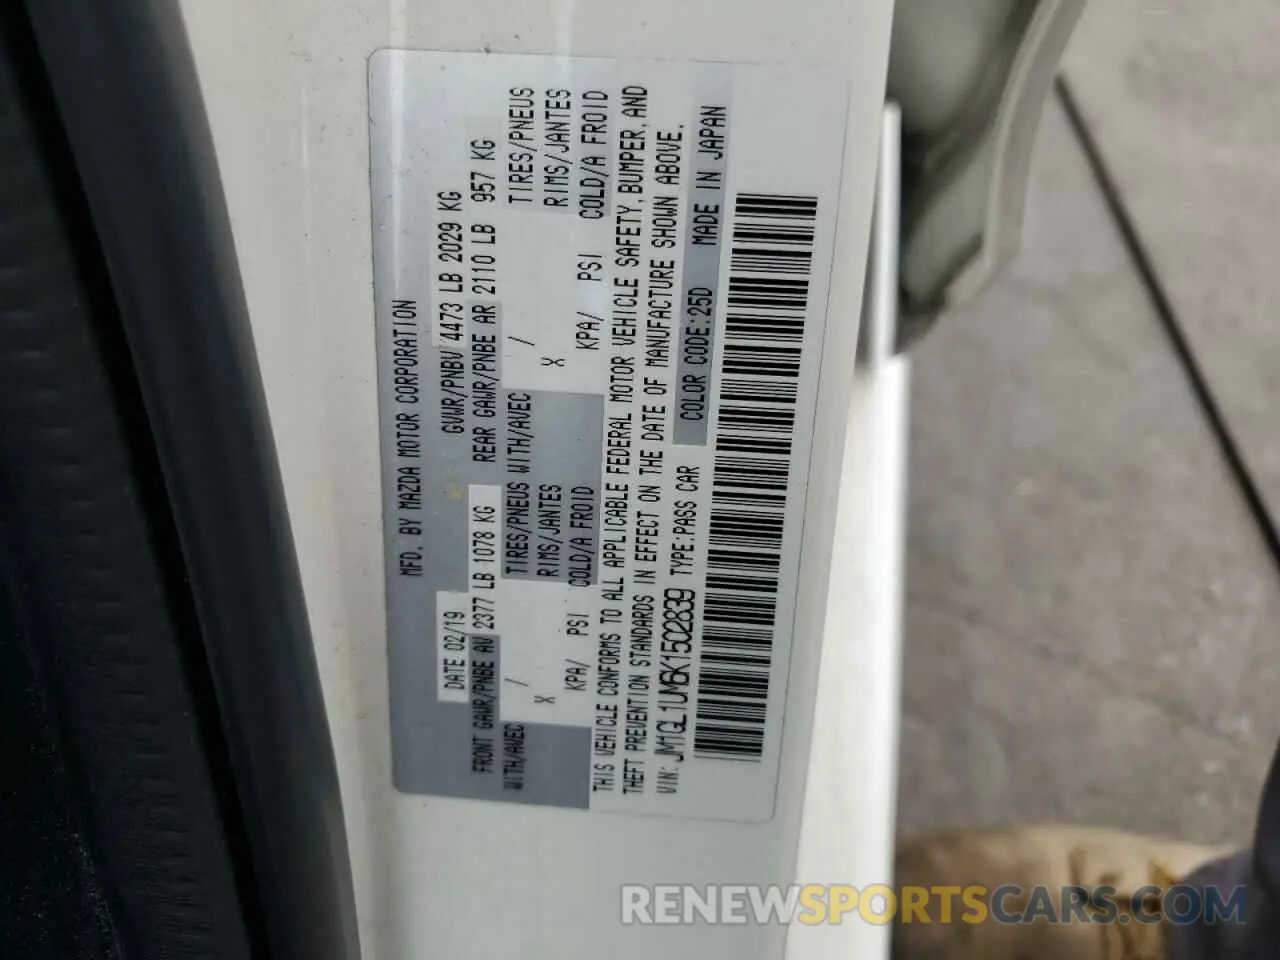 MFD. BY MAZDA MOTOR CORPORATION
DATE 02/19
GVWR/PNBV 4473 LB 2029 KG
FRONT GAWR/PNBE AV 2377 LB 1078 KG
REAR GAWR/PNBE AR 2110 LB 957 KG
WITH/AVEC / TIRES/PNEUS WITH/AVEC / TIRES/PNEUS
X RIMS/JANTES X RIMS/JANTES
KPA/ PSI COLD/A FROID KPA/ PSI COLD/A FROID
THIS VEHICLE CONFORMS TO ALL APPLICABLE FEDERAL MOTOR VEHICLE SAFETY, BUMPER, AND
THEFT PREVENTION STANDARDS IN EFFECT ON THE DATE OF MANUFACTURE SHOWN ABOVE.
VIN: JM1GL1UM6K1502839 TYPE:PASS CAR COLOR CODE:25D MADE IN JAPAN
RENEWSPORTSCARS.COM